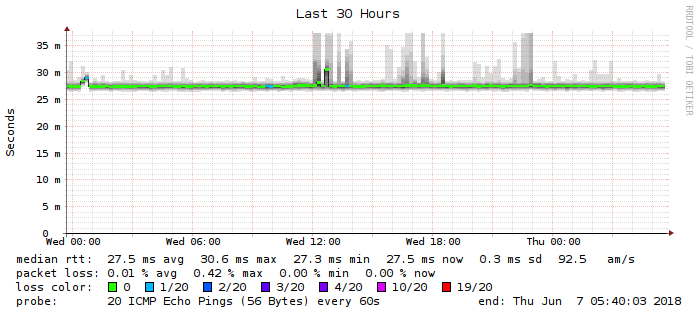 Last 30 Hours
RRDTOOL / TOBI OETIKER
Seconds
35 m
30 m
25 m
20 m
15 m
10 m
5 m
0
Wed 00:00 Wed 06:00 Wed 12:00 Wed 18:00 Thu 00:00
median rtt: 27.5 ms avg 30.6 ms max 27.3 ms min 27.5 ms now 0.3 ms sd 92.5 am/s
packet loss: 0.01 % avg 0.42 % max 0.00 % min 0.00 % now
loss color: 0 1/20 2/20 3/20 4/20 10/20 19/20
probe: 20 ICMP Echo Pings (56 Bytes) every 60s end: Thu Jun 7 05:40:03 2018